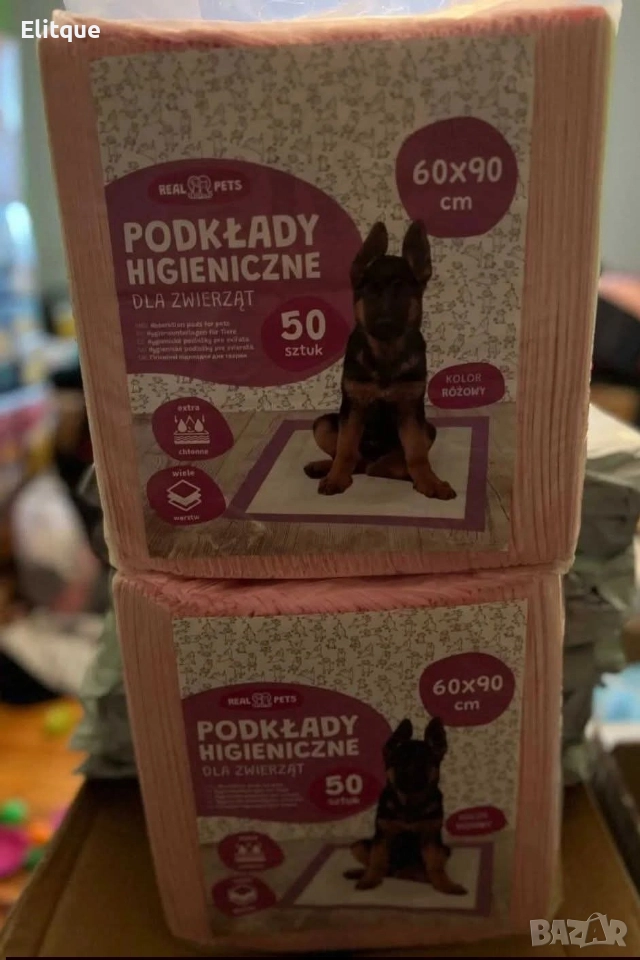 Elitque
REAL PETS
60x90
cm
PODKŁADY
HIGIENICZNE
DLA ZWIERZĄT
50
sztuk
KOLOR
RÓŻOWY
extra
chłonne
wiele
warstw
REAL PETS
60x90
cm
PODKŁADY
HIGIENICZNE
DLA ZWIERZĄT
50
sztuk
BAZAR